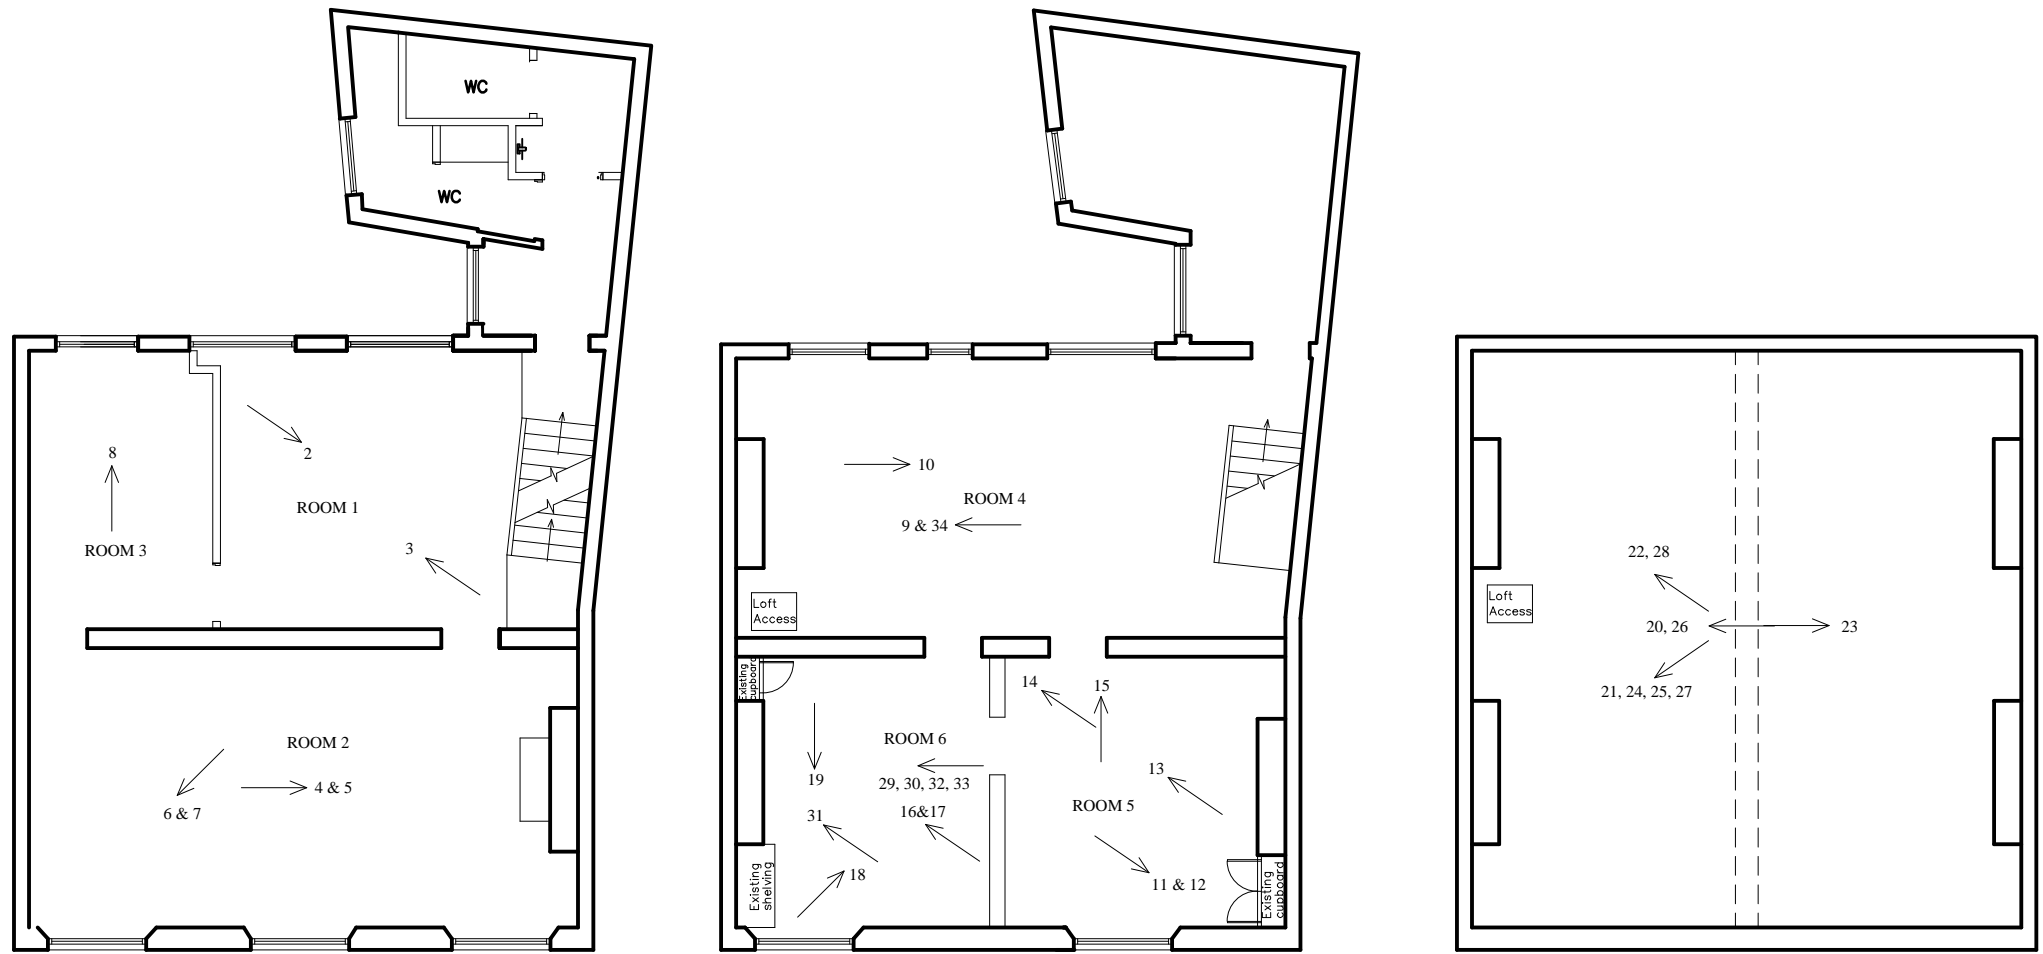 WC
WC
8
2
ROOM 1
3
ROOM 3
ROOM 2
4 & 5
6 & 7
10
ROOM 4
9 & 34
Loft
Access
Existing
cupboard
14
15
ROOM 6
19
29, 30, 32, 33
13
31
16&17
ROOM 5
18
11 & 12
Existing
shelving
Existing
cupboard
22, 28
Loft
Access
20, 26
23
21, 24, 25, 27